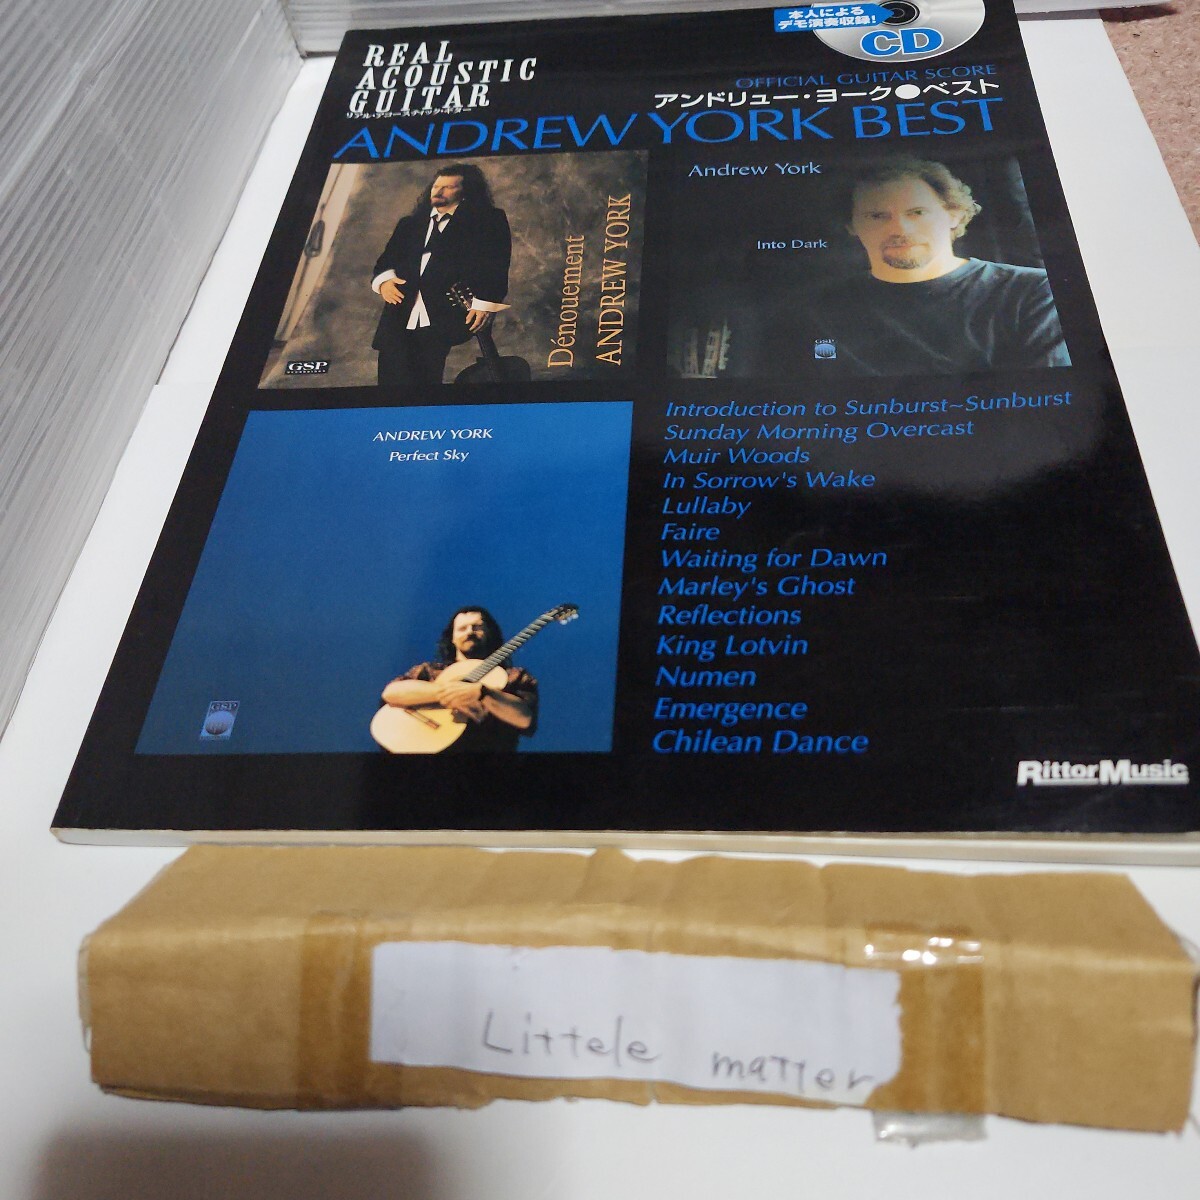 本人による
デモ演奏収録!
CD
REAL
ACOUSTIC
GUITAR
リアル・アコースティック・ギター
OFFICIAL GUITAR SCORE
アンドリュー・ヨーク●ベスト
ANDREW YORK BEST
Dénouement
ANDREW YORK
GSP
RECORDINGS
Andrew York
Into Dark
GSP
ANDREW YORK
Perfect Sky
GSP
Introduction to Sunburst~Sunburst
Sunday Morning Overcast
Muir Woods
In Sorrow's Wake
Lullaby
Faire
Waiting for Dawn
Marley's Ghost
Reflections
King Lotvin
Numen
Emergence
Chilean Dance
RittorMusic
Littele matter